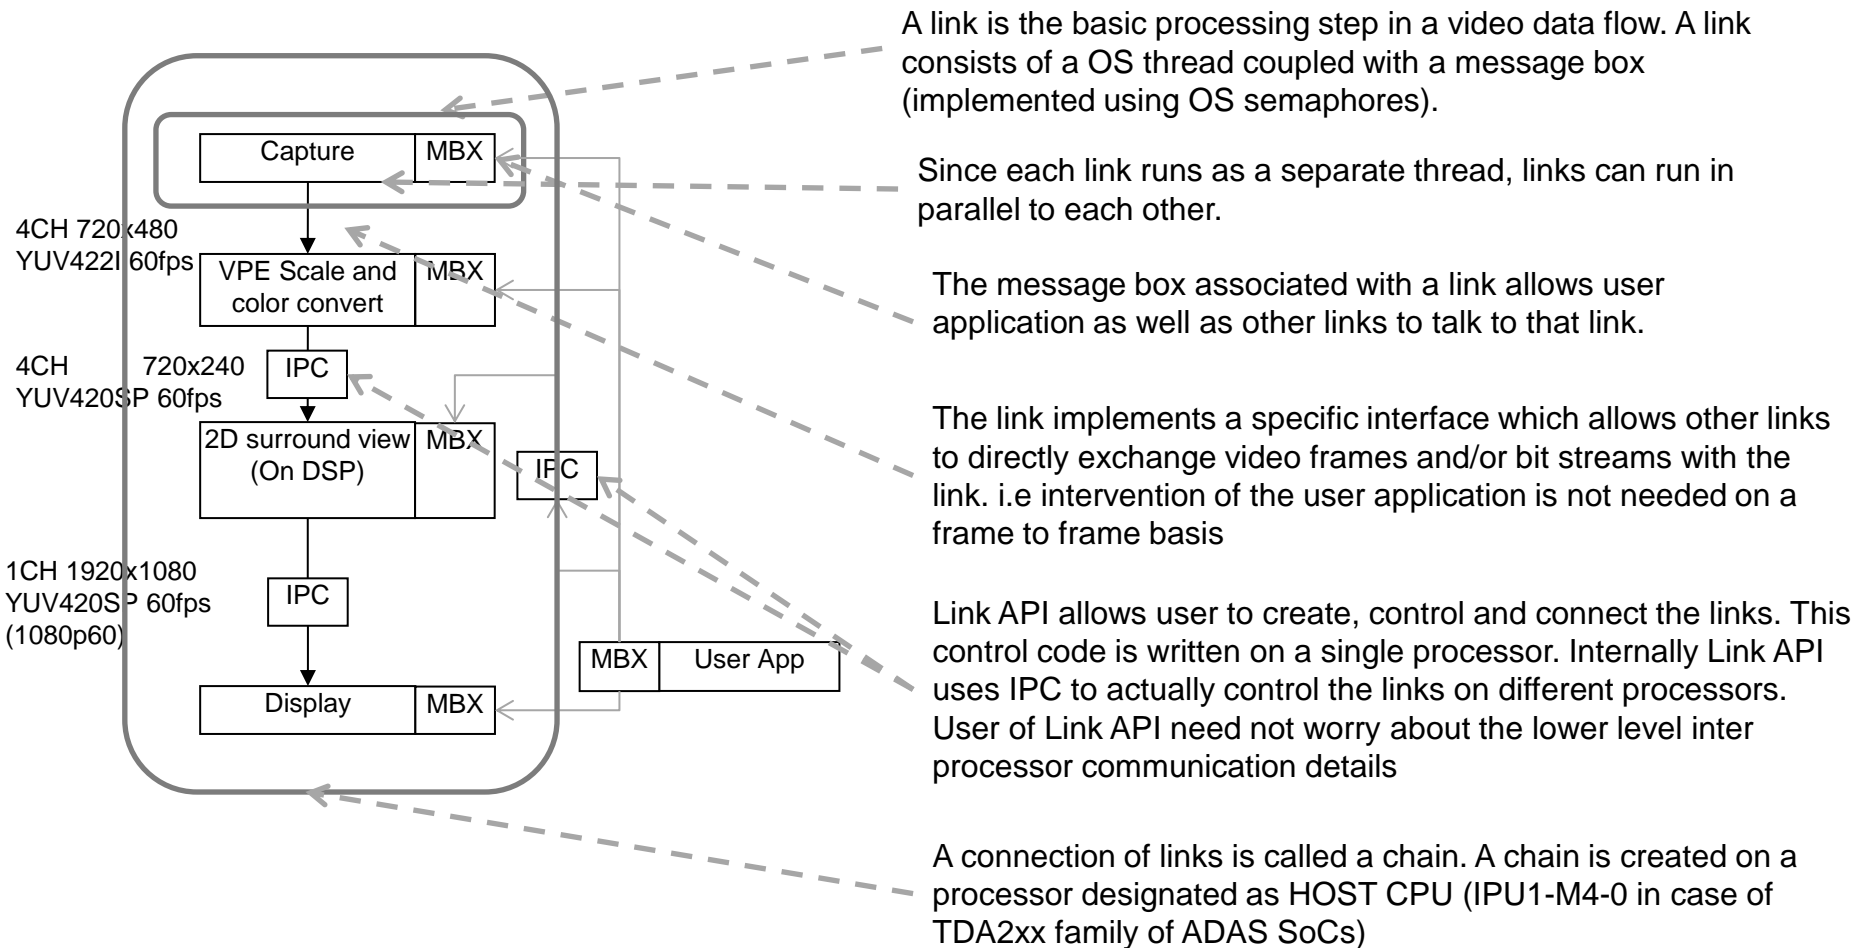 A link is the basic processing step in a video data flow. A link
consists of a OS thread coupled with a message box
(implemented using OS semaphores).
Capture
MBX
Since each link runs as a separate thread, links can run in
parallel to each other.
4CH 720x480
YUV422I 60fps
VPE Scale and
color convert
MBX
The message box associated with a link allows user
application as well as other links to talk to that link.
4CH 720x240
YUV420SP 60fps
IPC
2D surround view
(On DSP)
MBX
IPC
The link implements a specific interface which allows other links
to directly exchange video frames and/or bit streams with the
link. i.e intervention of the user application is not needed on a
frame to frame basis
1CH 1920x1080
YUV420SP 60fps
(1080p60)
IPC
MBX
User App
Link API allows user to create, control and connect the links. This
control code is written on a single processor. Internally Link API
uses IPC to actually control the links on different processors.
User of Link API need not worry about the lower level inter
processor communication details
Display
MBX
A connection of links is called a chain. A chain is created on a
processor designated as HOST CPU (IPU1-M4-0 in case of
TDA2xx family of ADAS SoCs)